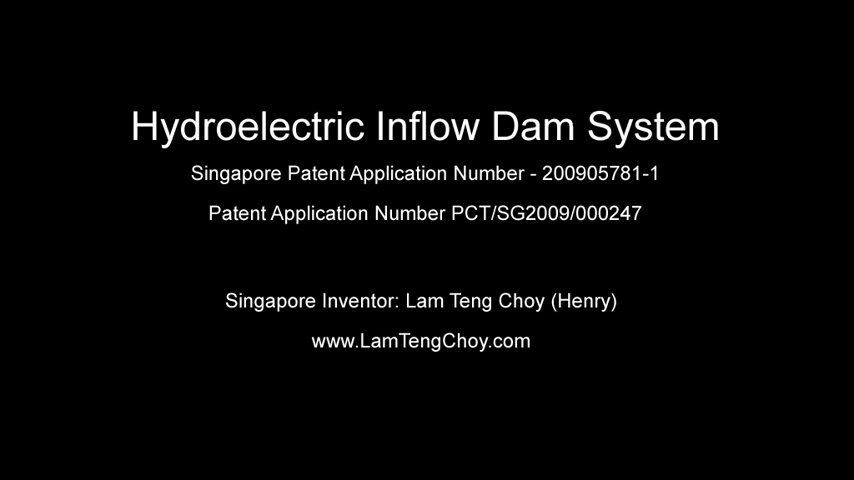 Hydroelectric Inflow Dam System
Singapore Patent Application Number - 200905781-1
Patent Application Number PCT/SG2009/000247
Singapore Inventor: Lam Teng Choy (Henry)
www.LamTengChoy.com